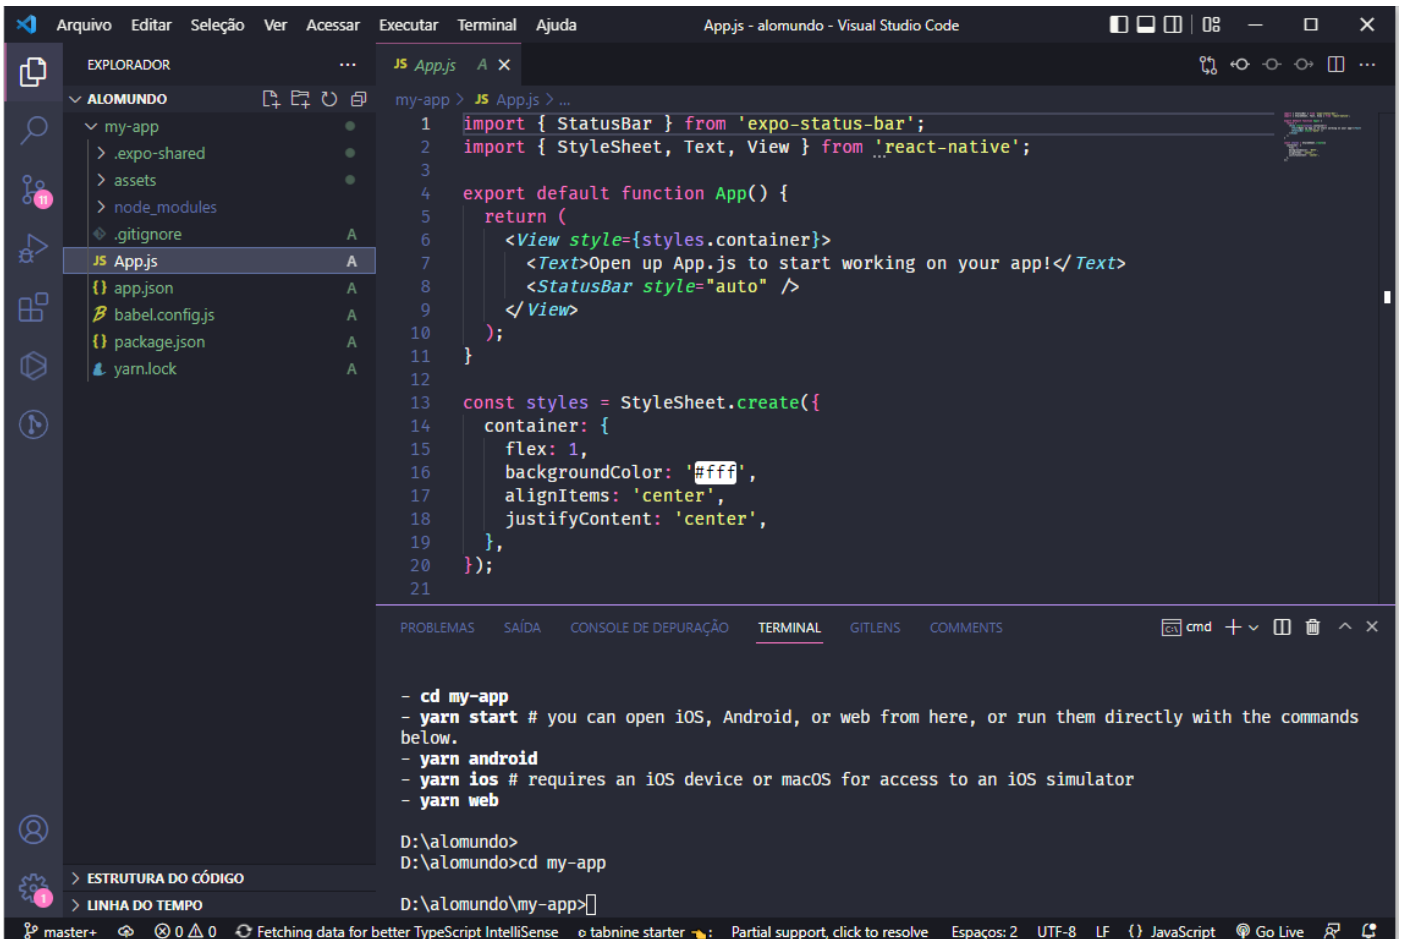 Arquivo Editar Seleção Ver Acessar Executar Terminal Ajuda App.js - alomundo - Visual Studio Code
EXPLORADOR
ALOMUNDO
my-app
.expo-shared
assets
node_modules
.gitignore A
JS App.js A
{} app.json A
babel.config.js A
{} package.json A
yarn.lock A
ESTRUTURA DO CÓDIGO
LINHA DO TEMPO
11
1
JS App.js A
my-app > JS App.js > ...
1 import { StatusBar } from 'expo-status-bar';
2 import { StyleSheet, Text, View } from 'react-native';
3
4 export default function App() {
5 return (
6 <View style={styles.container}>
7 <Text>Open up App.js to start working on your app!</Text>
8 <StatusBar style="auto" />
9 </View>
10 );
11 }
12
13 const styles = StyleSheet.create({
14 container: {
15 flex: 1,
16 backgroundColor: '#fff',
17 alignItems: 'center',
18 justifyContent: 'center',
19 },
20 });
21
PROBLEMAS SAÍDA CONSOLE DE DEPURAÇÃO TERMINAL GITLENS COMMENTS cmd
- cd my-app
- yarn start # you can open iOS, Android, or web from here, or run them directly with the commands
below.
- yarn android
- yarn ios # requires an iOS device or macOS for access to an iOS simulator
- yarn web
D:\alomundo>
D:\alomundo>cd my-app
D:\alomundo\my-app>
master+ 0 0 Fetching data for better TypeScript IntelliSense tabnine starter : Partial support, click to resolve Espaços: 2 UTF-8 LF {} JavaScript Go Live